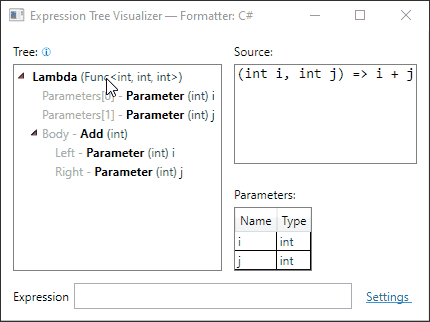 Expression Tree Visualizer — Formatter: C#
Tree:
Lambda (Func<int, int, int>)
Parameters[0] - Parameter (int) i
Parameters[1] - Parameter (int) j
Body - Add (int)
Left - Parameter (int) i
Right - Parameter (int) j
Source:
(int i, int j) => i + j
Parameters:
Name Type
i int
j int
Expression
Settings